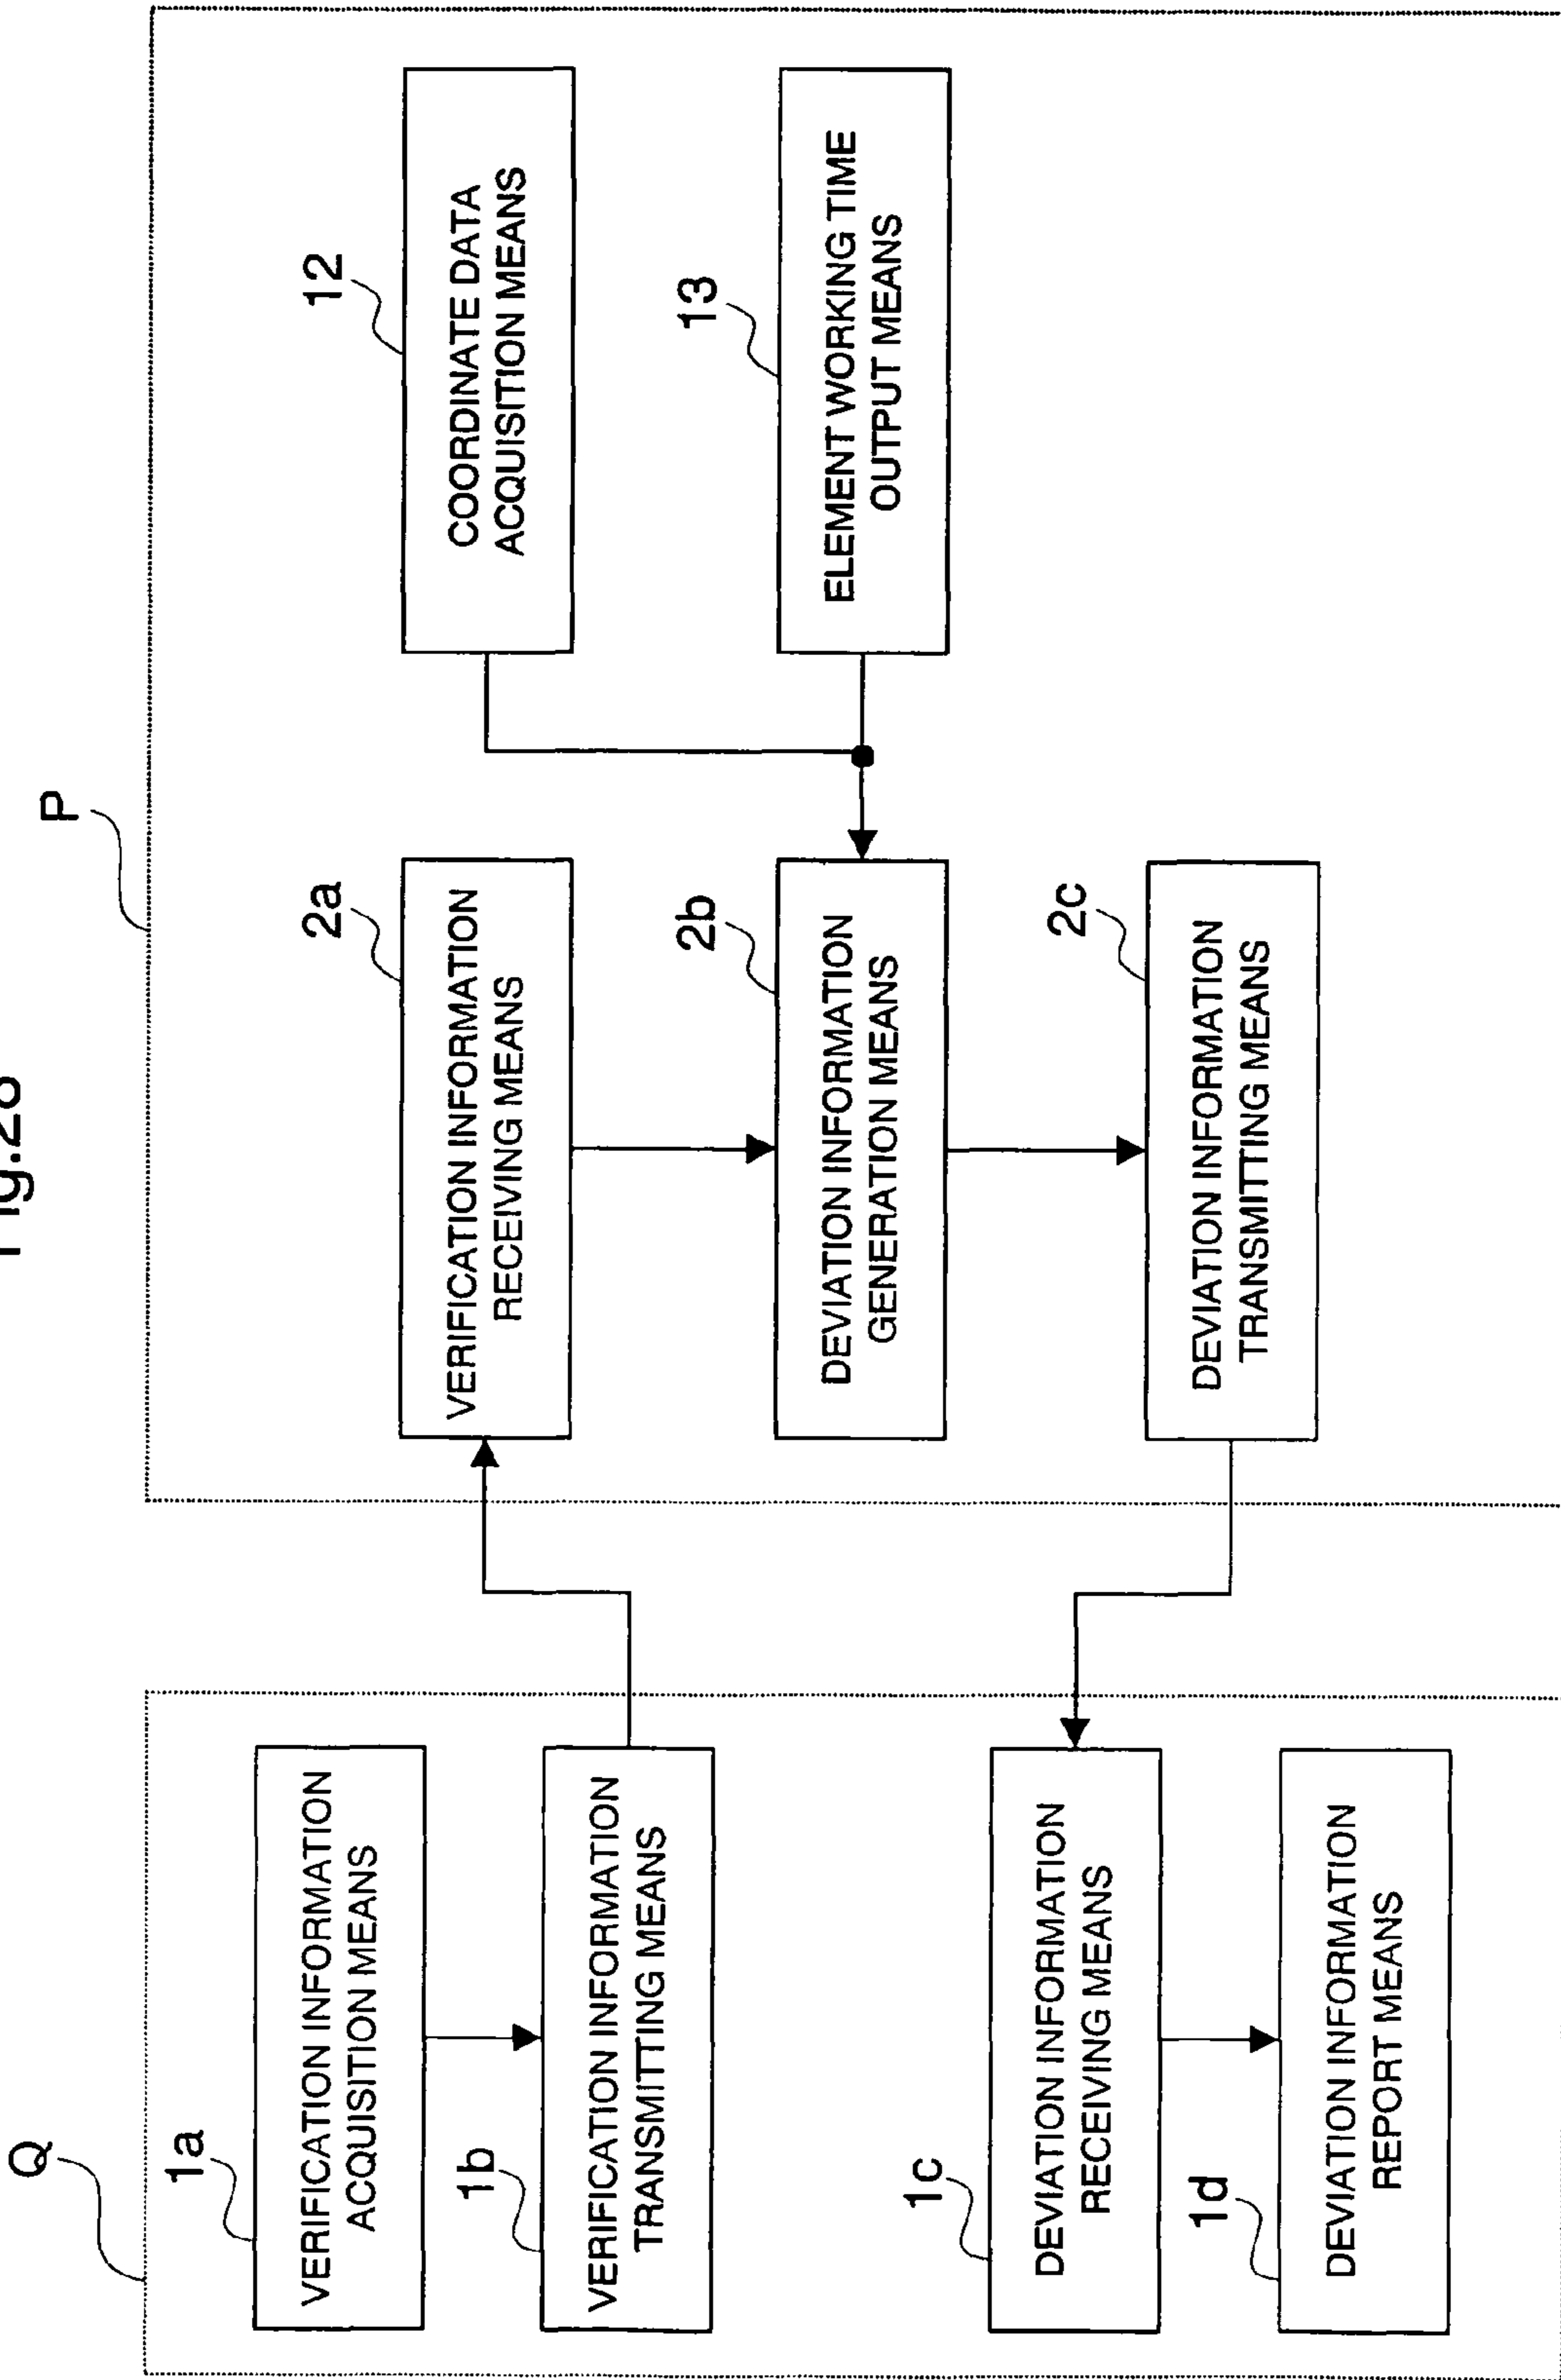 Fig.28
Q
1a
VERIFICATION INFORMATION
ACQUISITION MEANS
1b
VERIFICATION INFORMATION
TRANSMITTING MEANS
1c
DEVIATION INFORMATION
RECEIVING MEANS
1d
DEVIATION INFORMATION
REPORT MEANS
P
2a
VERIFICATION INFORMATION
RECEIVING MEANS
2b
DEVIATION INFORMATION
GENERATION MEANS
2c
DEVIATION INFORMATION
TRANSMITTING MEANS
12
COORDINATE DATA
ACQUISITION MEANS
13
ELEMENT WORKING TIME
OUTPUT MEANS